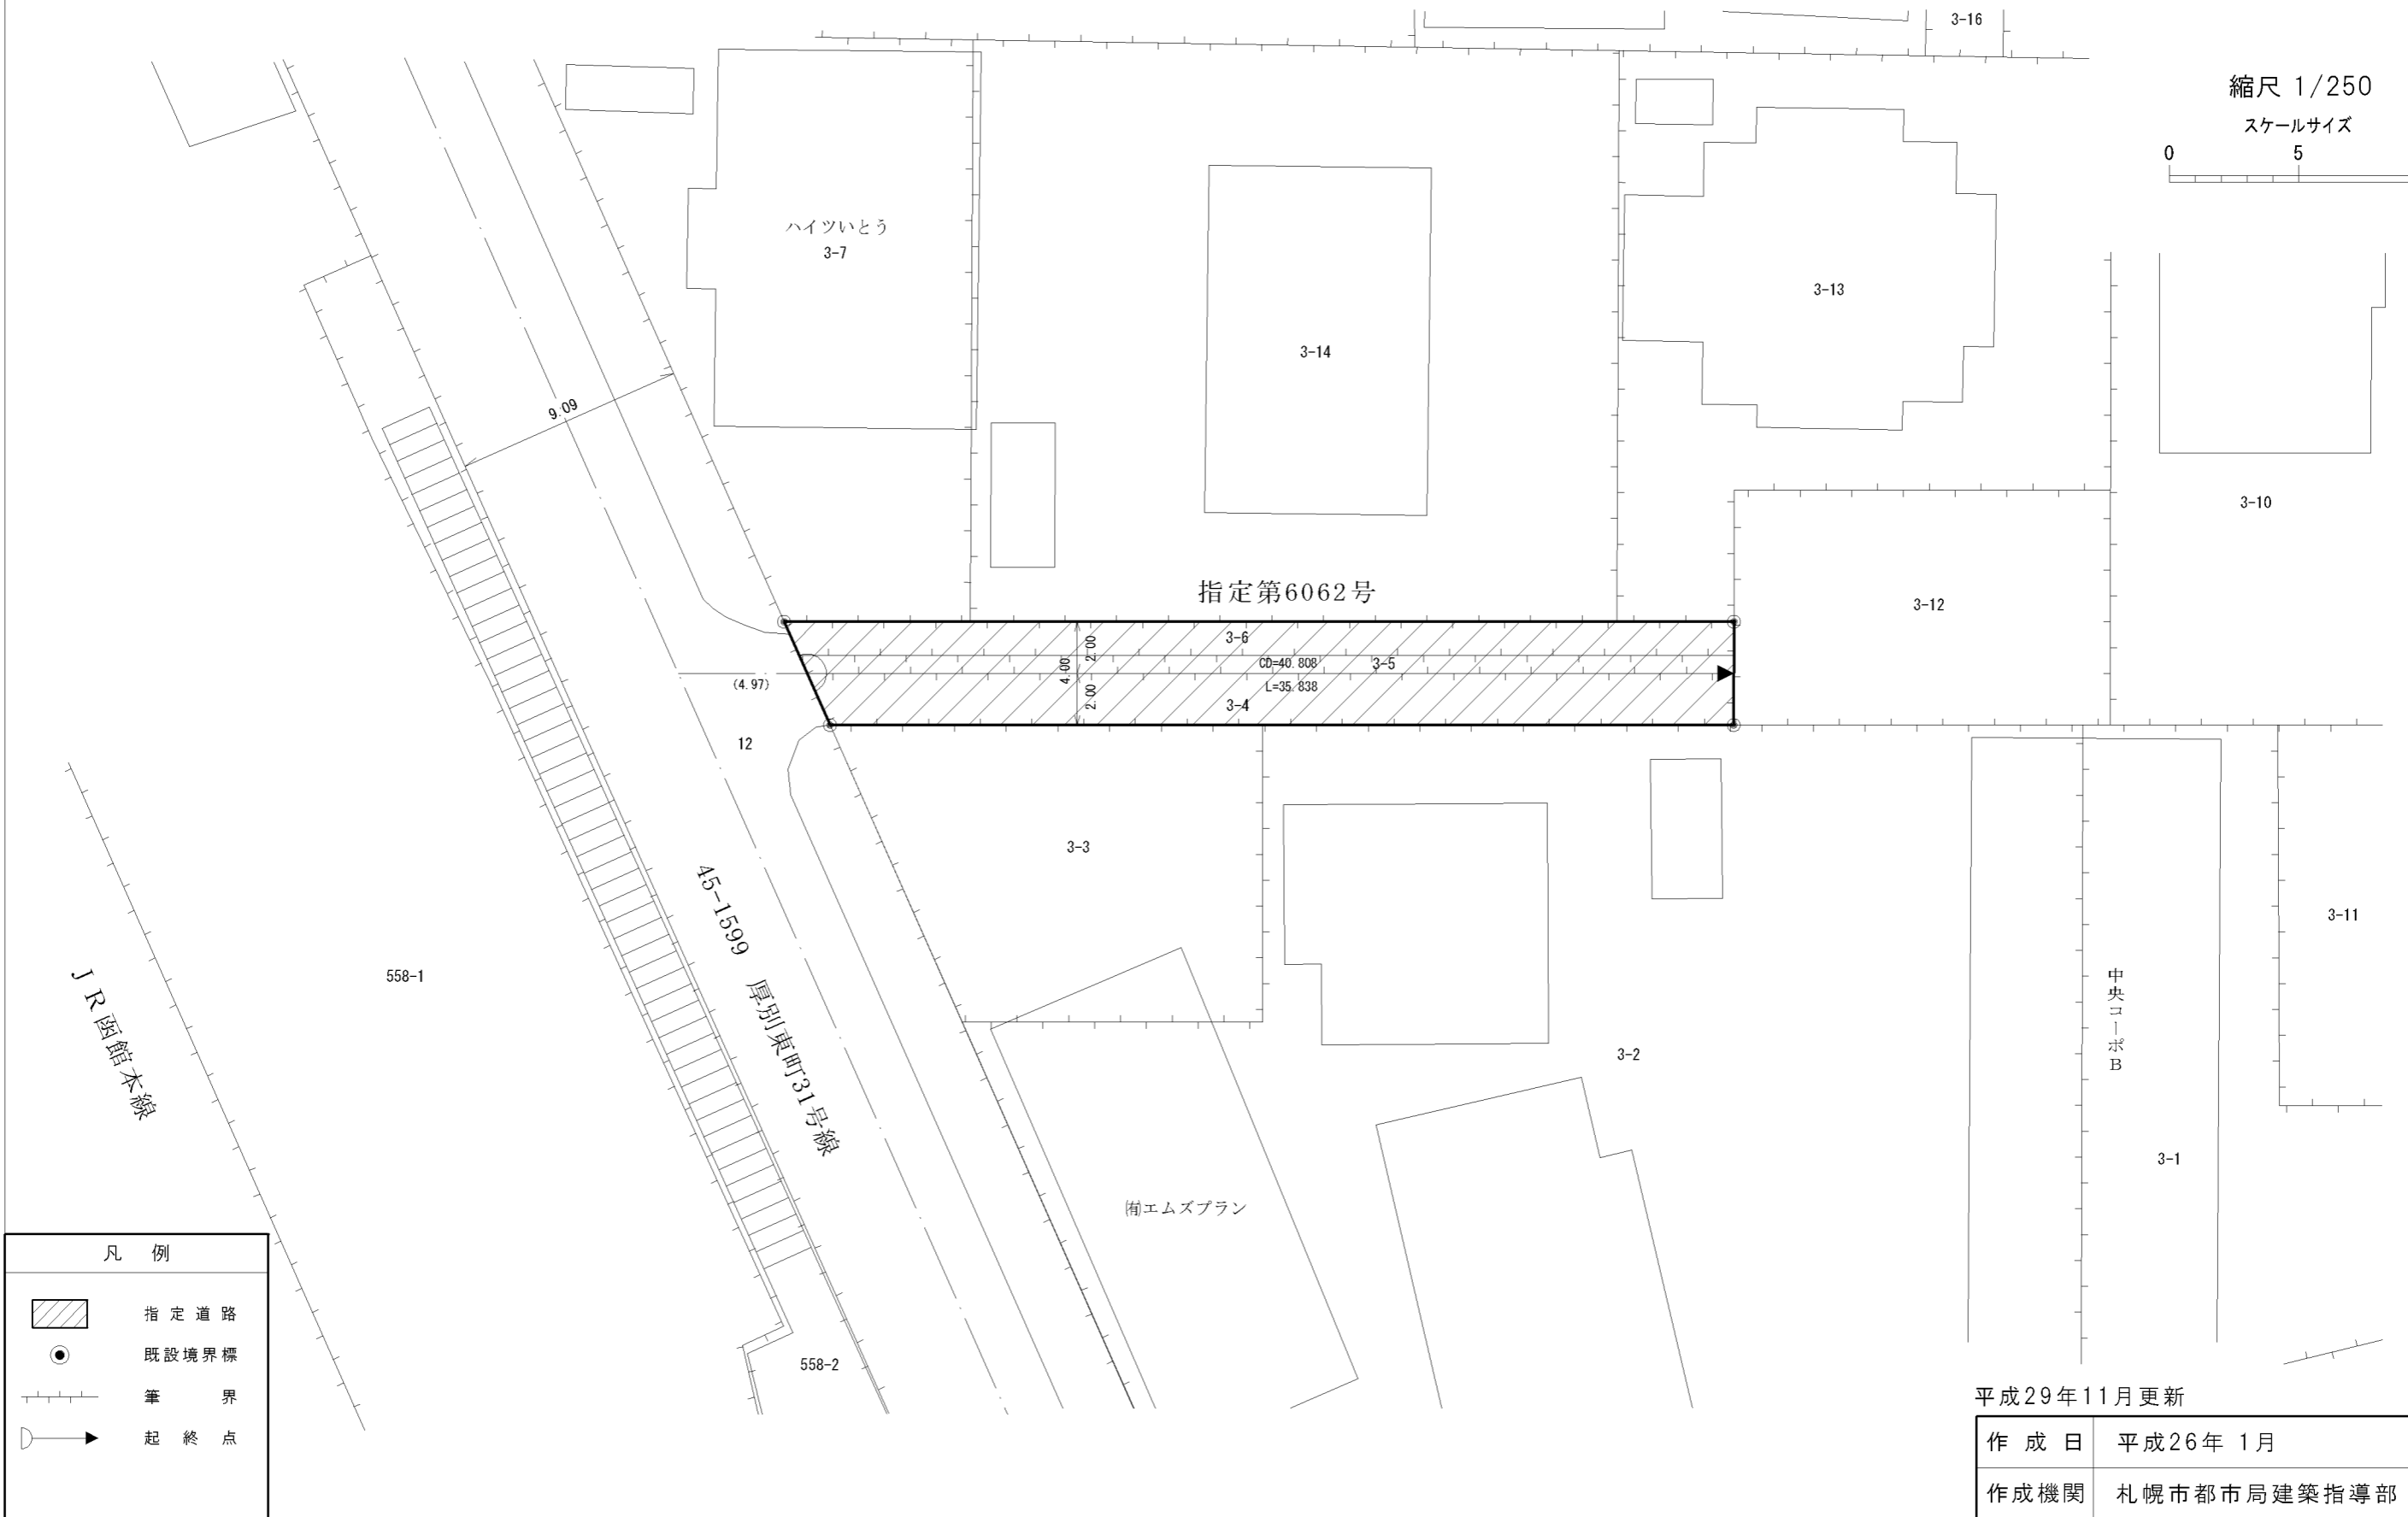 3-16
縮尺 1/250
スケールサイズ
0 5
ハイツいとう
3-7
3-14
3-13
3-10
9.09
指定第6062号
3-12
3-6
2.00
4.00
CD=40.808
3-5
(4.97)
L=35.838
2.00
3-4
12
3-3
45-1599 厚別東町31号線
3-11
558-1
JR函館本線
中央コーポB
3-2
3-1
㈲エムズプラン
凡例
指定道路
既設境界標
筆界
起終点
558-2
平成29年11月更新
作成日 平成26年 1月
作成機関 札幌市都市局建築指導部